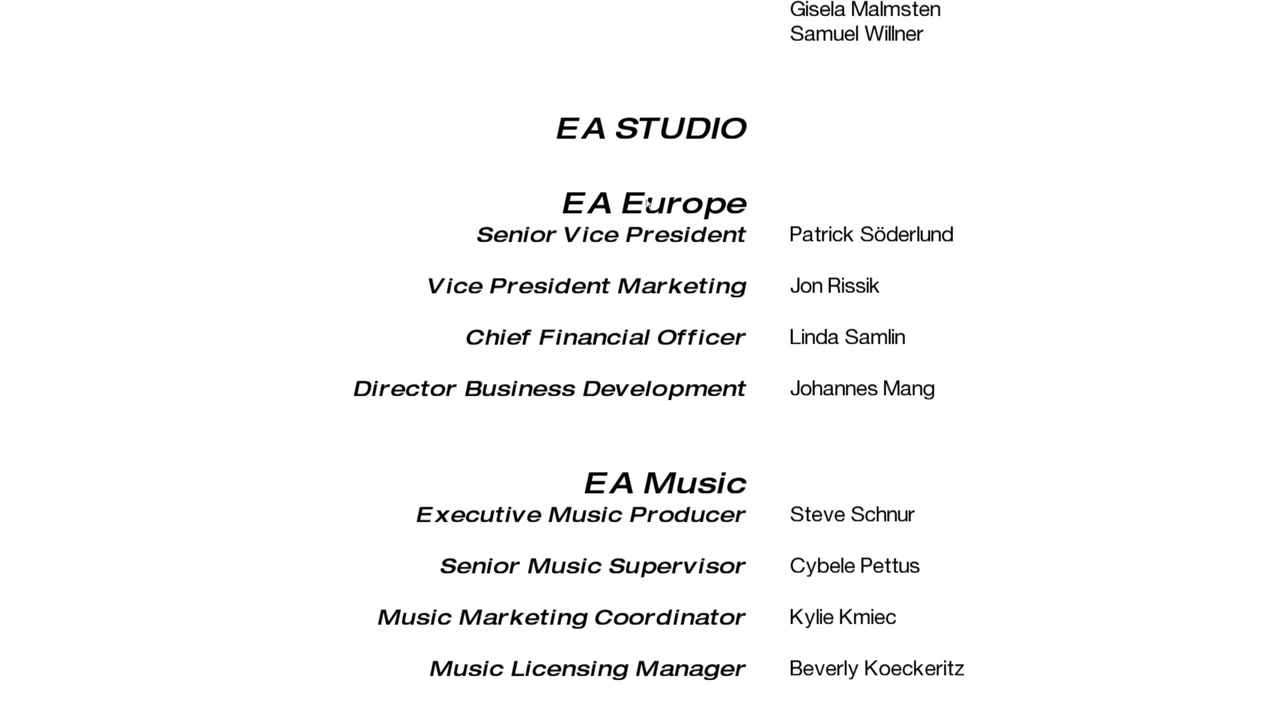 Gisela Malmsten
Samuel Willner
EA STUDIO
EA Europe
Senior Vice President Patrick Söderlund
Vice President Marketing Jon Rissik
Chief Financial Officer Linda Samlin
Director Business Development Johannes Mang
EA Music
Executive Music Producer Steve Schnur
Senior Music Supervisor Cybele Pettus
Music Marketing Coordinator Kylie Kmiec
Music Licensing Manager Beverly Koeckeritz